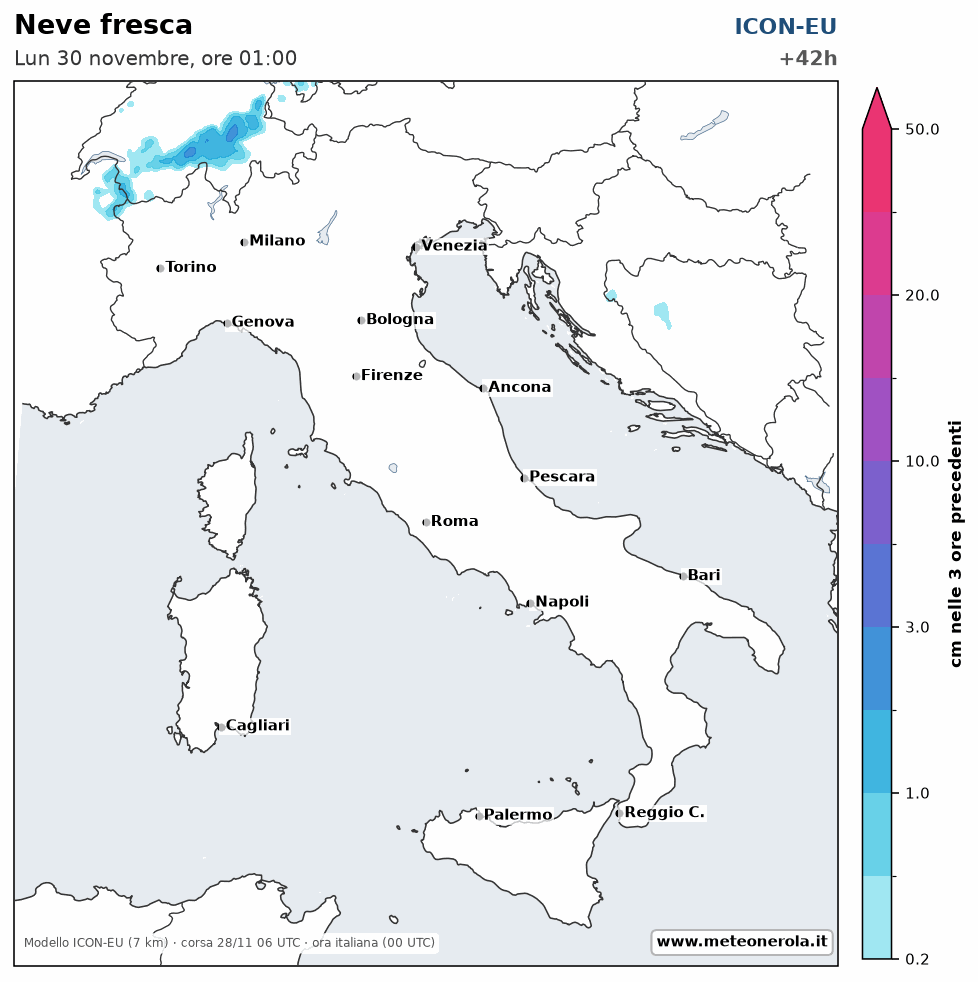 Neve fresca
ICON-EU
Lun 30 novembre, ore 01:00
+42h
Milano
Venezia
Torino
Genova
Bologna
Firenze
Ancona
Pescara
Roma
Bari
Napoli
Cagliari
Palermo
Reggio C.
Modello ICON-EU (7 km) · corsa 28/11 06 UTC · ora italiana (00 UTC)
www.meteonerola.it
50.0
20.0
10.0
3.0
1.0
0.2
cm nelle 3 ore precedenti